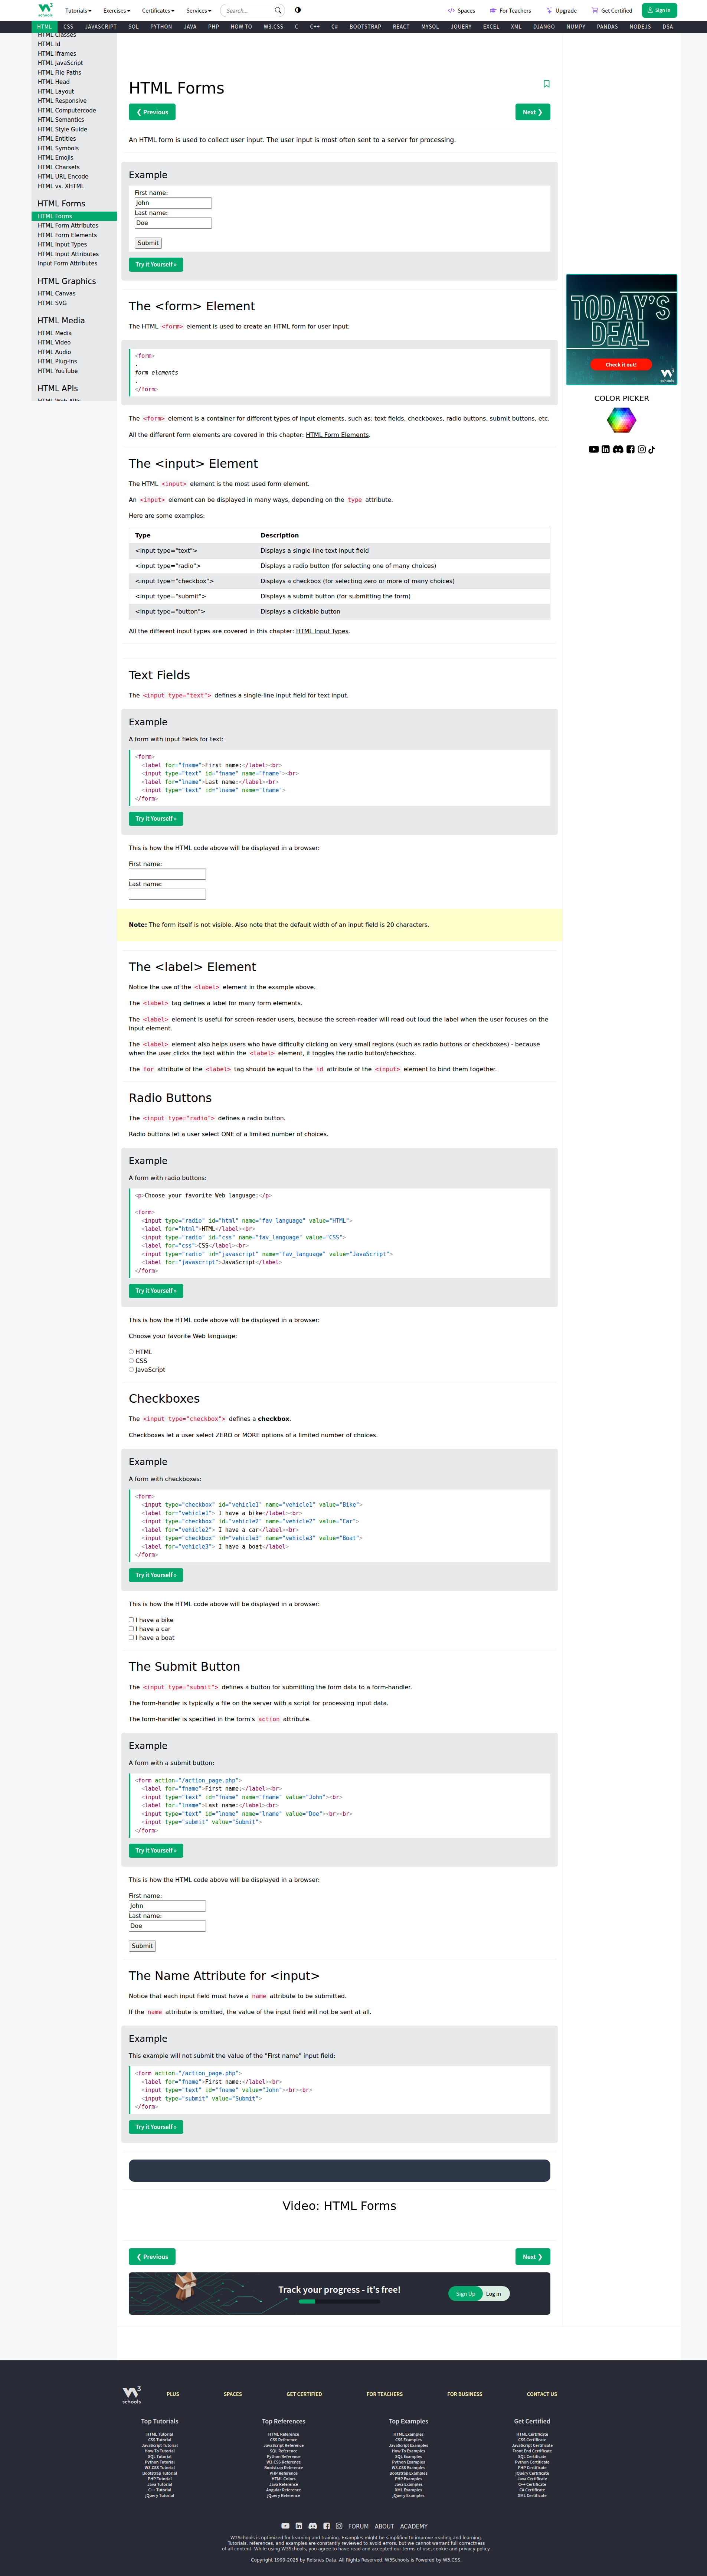 W3 schools
Tutorials Exercises Certificates Services Search... Spaces For Teachers Upgrade Get Certified Sign In
HTML CSS JAVASCRIPT SQL PYTHON JAVA PHP HOW TO W3.CSS C C++ C# BOOTSTRAP REACT MYSQL JQUERY EXCEL XML DJANGO NUMPY PANDAS NODEJS DSA
HTML Classes
HTML Id
HTML Iframes
HTML JavaScript
HTML File Paths
HTML Head
HTML Layout
HTML Responsive
HTML Computercode
HTML Semantics
HTML Style Guide
HTML Entities
HTML Symbols
HTML Emojis
HTML Charsets
HTML URL Encode
HTML vs. XHTML
HTML Forms
HTML Forms
HTML Form Attributes
HTML Form Elements
HTML Input Types
HTML Input Attributes
Input Form Attributes
HTML Graphics
HTML Canvas
HTML SVG
HTML Media
HTML Media
HTML Video
HTML Audio
HTML Plug-ins
HTML YouTube
HTML APIs
HTML Web APIs
HTML Forms
❮ Previous Next ❯
An HTML form is used to collect user input. The user input is most often sent to a server for processing.
Example
First name:
John
Last name:
Doe
Submit
Try it Yourself »
The <form> Element
The HTML <form> element is used to create an HTML form for user input:
<form>
.
form elements
.
</form>
The <form> element is a container for different types of input elements, such as: text fields, checkboxes, radio buttons, submit buttons, etc.
All the different form elements are covered in this chapter: HTML Form Elements.
The <input> Element
The HTML <input> element is the most used form element.
An <input> element can be displayed in many ways, depending on the type attribute.
Here are some examples:
Type Description
<input type="text"> Displays a single-line text input field
<input type="radio"> Displays a radio button (for selecting one of many choices)
<input type="checkbox"> Displays a checkbox (for selecting zero or more of many choices)
<input type="submit"> Displays a submit button (for submitting the form)
<input type="button"> Displays a clickable button
All the different input types are covered in this chapter: HTML Input Types.
Text Fields
The <input type="text"> defines a single-line input field for text input.
Example
A form with input fields for text:
<form>
<label for="fname">First name:</label><br>
<input type="text" id="fname" name="fname"><br>
<label for="lname">Last name:</label><br>
<input type="text" id="lname" name="lname">
</form>
Try it Yourself »
This is how the HTML code above will be displayed in a browser:
First name:
Last name:
Note: The form itself is not visible. Also note that the default width of an input field is 20 characters.
The <label> Element
Notice the use of the <label> element in the example above.
The <label> tag defines a label for many form elements.
The <label> element is useful for screen-reader users, because the screen-reader will read out loud the label when the user focuses on the
input element.
The <label> element also helps users who have difficulty clicking on very small regions (such as radio buttons or checkboxes) - because
when the user clicks the text within the <label> element, it toggles the radio button/checkbox.
The for attribute of the <label> tag should be equal to the id attribute of the <input> element to bind them together.
Radio Buttons
The <input type="radio"> defines a radio button.
Radio buttons let a user select ONE of a limited number of choices.
Example
A form with radio buttons:
<p>Choose your favorite Web language:</p>
<form>
<input type="radio" id="html" name="fav_language" value="HTML">
<label for="html">HTML</label><br>
<input type="radio" id="css" name="fav_language" value="CSS">
<label for="css">CSS</label><br>
<input type="radio" id="javascript" name="fav_language" value="JavaScript">
<label for="javascript">JavaScript</label>
</form>
Try it Yourself »
This is how the HTML code above will be displayed in a browser:
Choose your favorite Web language:
HTML
CSS
JavaScript
Checkboxes
The <input type="checkbox"> defines a checkbox.
Checkboxes let a user select ZERO or MORE options of a limited number of choices.
Example
A form with checkboxes:
<form>
<input type="checkbox" id="vehicle1" name="vehicle1" value="Bike">
<label for="vehicle1"> I have a bike</label><br>
<input type="checkbox" id="vehicle2" name="vehicle2" value="Car">
<label for="vehicle2"> I have a car</label><br>
<input type="checkbox" id="vehicle3" name="vehicle3" value="Boat">
<label for="vehicle3"> I have a boat</label>
</form>
Try it Yourself »
This is how the HTML code above will be displayed in a browser:
I have a bike
I have a car
I have a boat
The Submit Button
The <input type="submit"> defines a button for submitting the form data to a form-handler.
The form-handler is typically a file on the server with a script for processing input data.
The form-handler is specified in the form's action attribute.
Example
A form with a submit button:
<form action="/action_page.php">
<label for="fname">First name:</label><br>
<input type="text" id="fname" name="fname" value="John"><br>
<label for="lname">Last name:</label><br>
<input type="text" id="lname" name="lname" value="Doe"><br><br>
<input type="submit" value="Submit">
</form>
Try it Yourself »
This is how the HTML code above will be displayed in a browser:
First name:
John
Last name:
Doe
Submit
The Name Attribute for <input>
Notice that each input field must have a name attribute to be submitted.
If the name attribute is omitted, the value of the input field will not be sent at all.
Example
This example will not submit the value of the "First name" input field:
<form action="/action_page.php">
<label for="fname">First name:</label><br>
<input type="text" id="fname" value="John"><br><br>
<input type="submit" value="Submit">
</form>
Try it Yourself »
Video: HTML Forms
❮ Previous Next ❯
Track your progress - it's free! Sign Up Log in
TODAY'S
DEAL
Check it out!
W3 schools
COLOR PICKER
W3 schools
PLUS SPACES GET CERTIFIED FOR TEACHERS FOR BUSINESS CONTACT US
Top Tutorials
HTML Tutorial
CSS Tutorial
JavaScript Tutorial
How To Tutorial
SQL Tutorial
Python Tutorial
W3.CSS Tutorial
Bootstrap Tutorial
PHP Tutorial
Java Tutorial
C++ Tutorial
jQuery Tutorial
Top References
HTML Reference
CSS Reference
JavaScript Reference
SQL Reference
Python Reference
W3.CSS Reference
Bootstrap Reference
PHP Reference
HTML Colors
Java Reference
Angular Reference
jQuery Reference
Top Examples
HTML Examples
CSS Examples
JavaScript Examples
How To Examples
SQL Examples
Python Examples
W3.CSS Examples
Bootstrap Examples
PHP Examples
Java Examples
XML Examples
jQuery Examples
Get Certified
HTML Certificate
CSS Certificate
JavaScript Certificate
Front End Certificate
SQL Certificate
Python Certificate
PHP Certificate
jQuery Certificate
Java Certificate
C++ Certificate
C# Certificate
XML Certificate
FORUM ABOUT ACADEMY
W3Schools is optimized for learning and training. Examples might be simplified to improve reading and learning.
Tutorials, references, and examples are constantly reviewed to avoid errors, but we cannot warrant full correctness
of all content. While using W3Schools, you agree to have read and accepted our terms of use, cookie and privacy policy.
Copyright 1999-2025 by Refsnes Data. All Rights Reserved. W3Schools is Powered by W3.CSS.